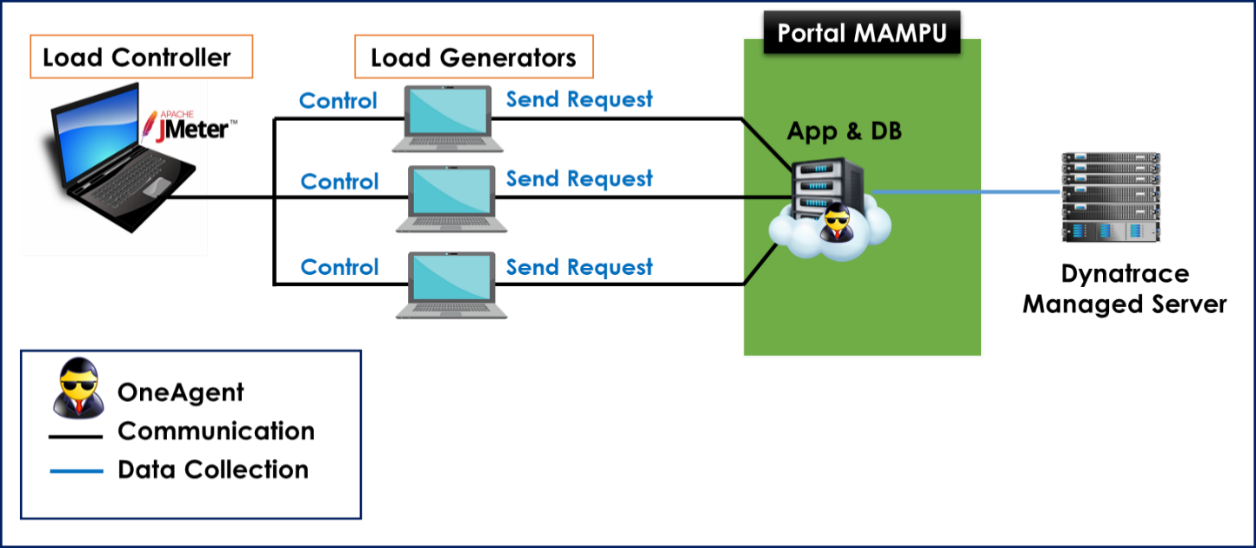 Portal MAMPU
Load Controller
Load Generators
APACHE
JMeter™
Control
Send Request
App & DB
Control
Send Request
Control
Send Request
Dynatrace
Managed Server
OneAgent
Communication
Data Collection